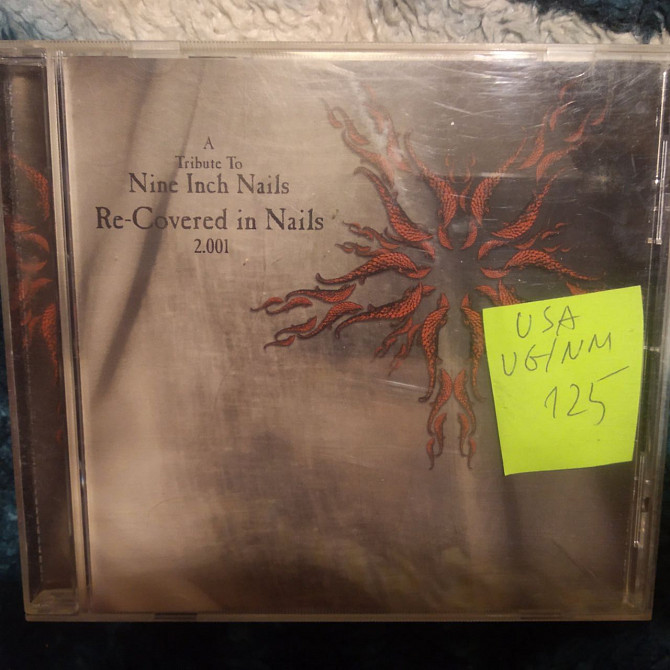 A
Tribute To
Nine Inch Nails
Re-Covered in Nails
2.001
USA
VG/NM
125